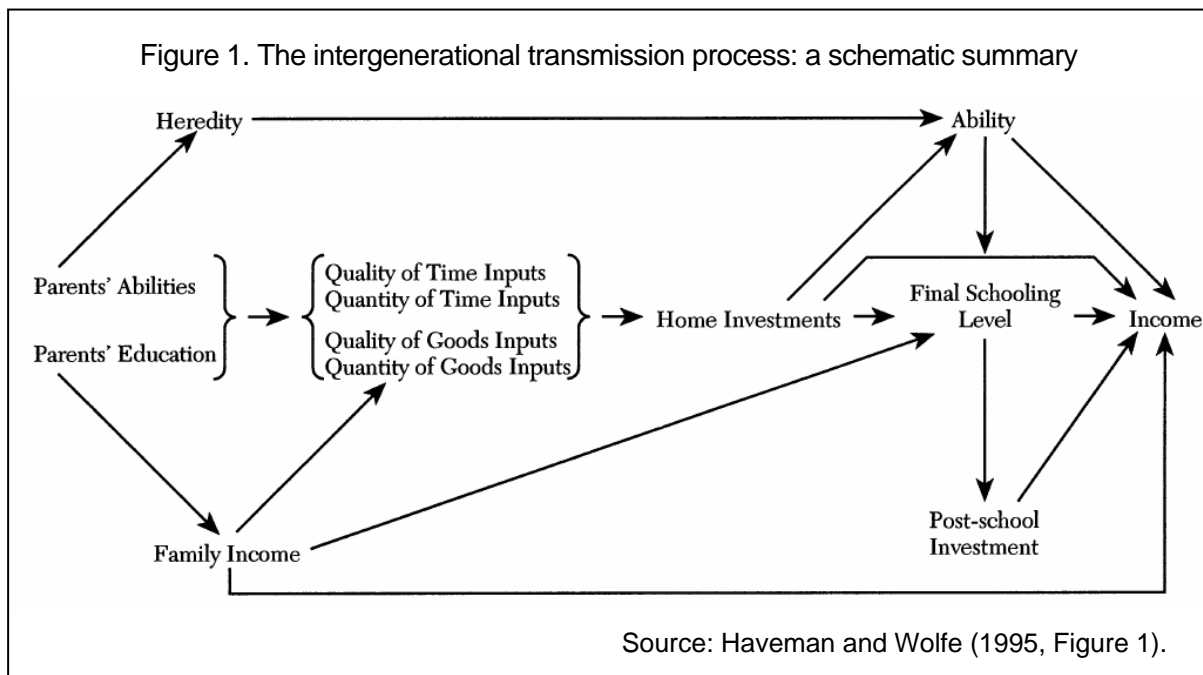 Figure 1. The intergenerational transmission process: a schematic summary
Heredity
Ability
Parents' Abilities
Parents' Education
Quality of Time Inputs
Quantity of Time Inputs
Quality of Goods Inputs
Quantity of Goods Inputs
Home Investments
Final Schooling
Level
Income
Family Income
Post-school
Investment
Source: Haveman and Wolfe (1995, Figure 1).